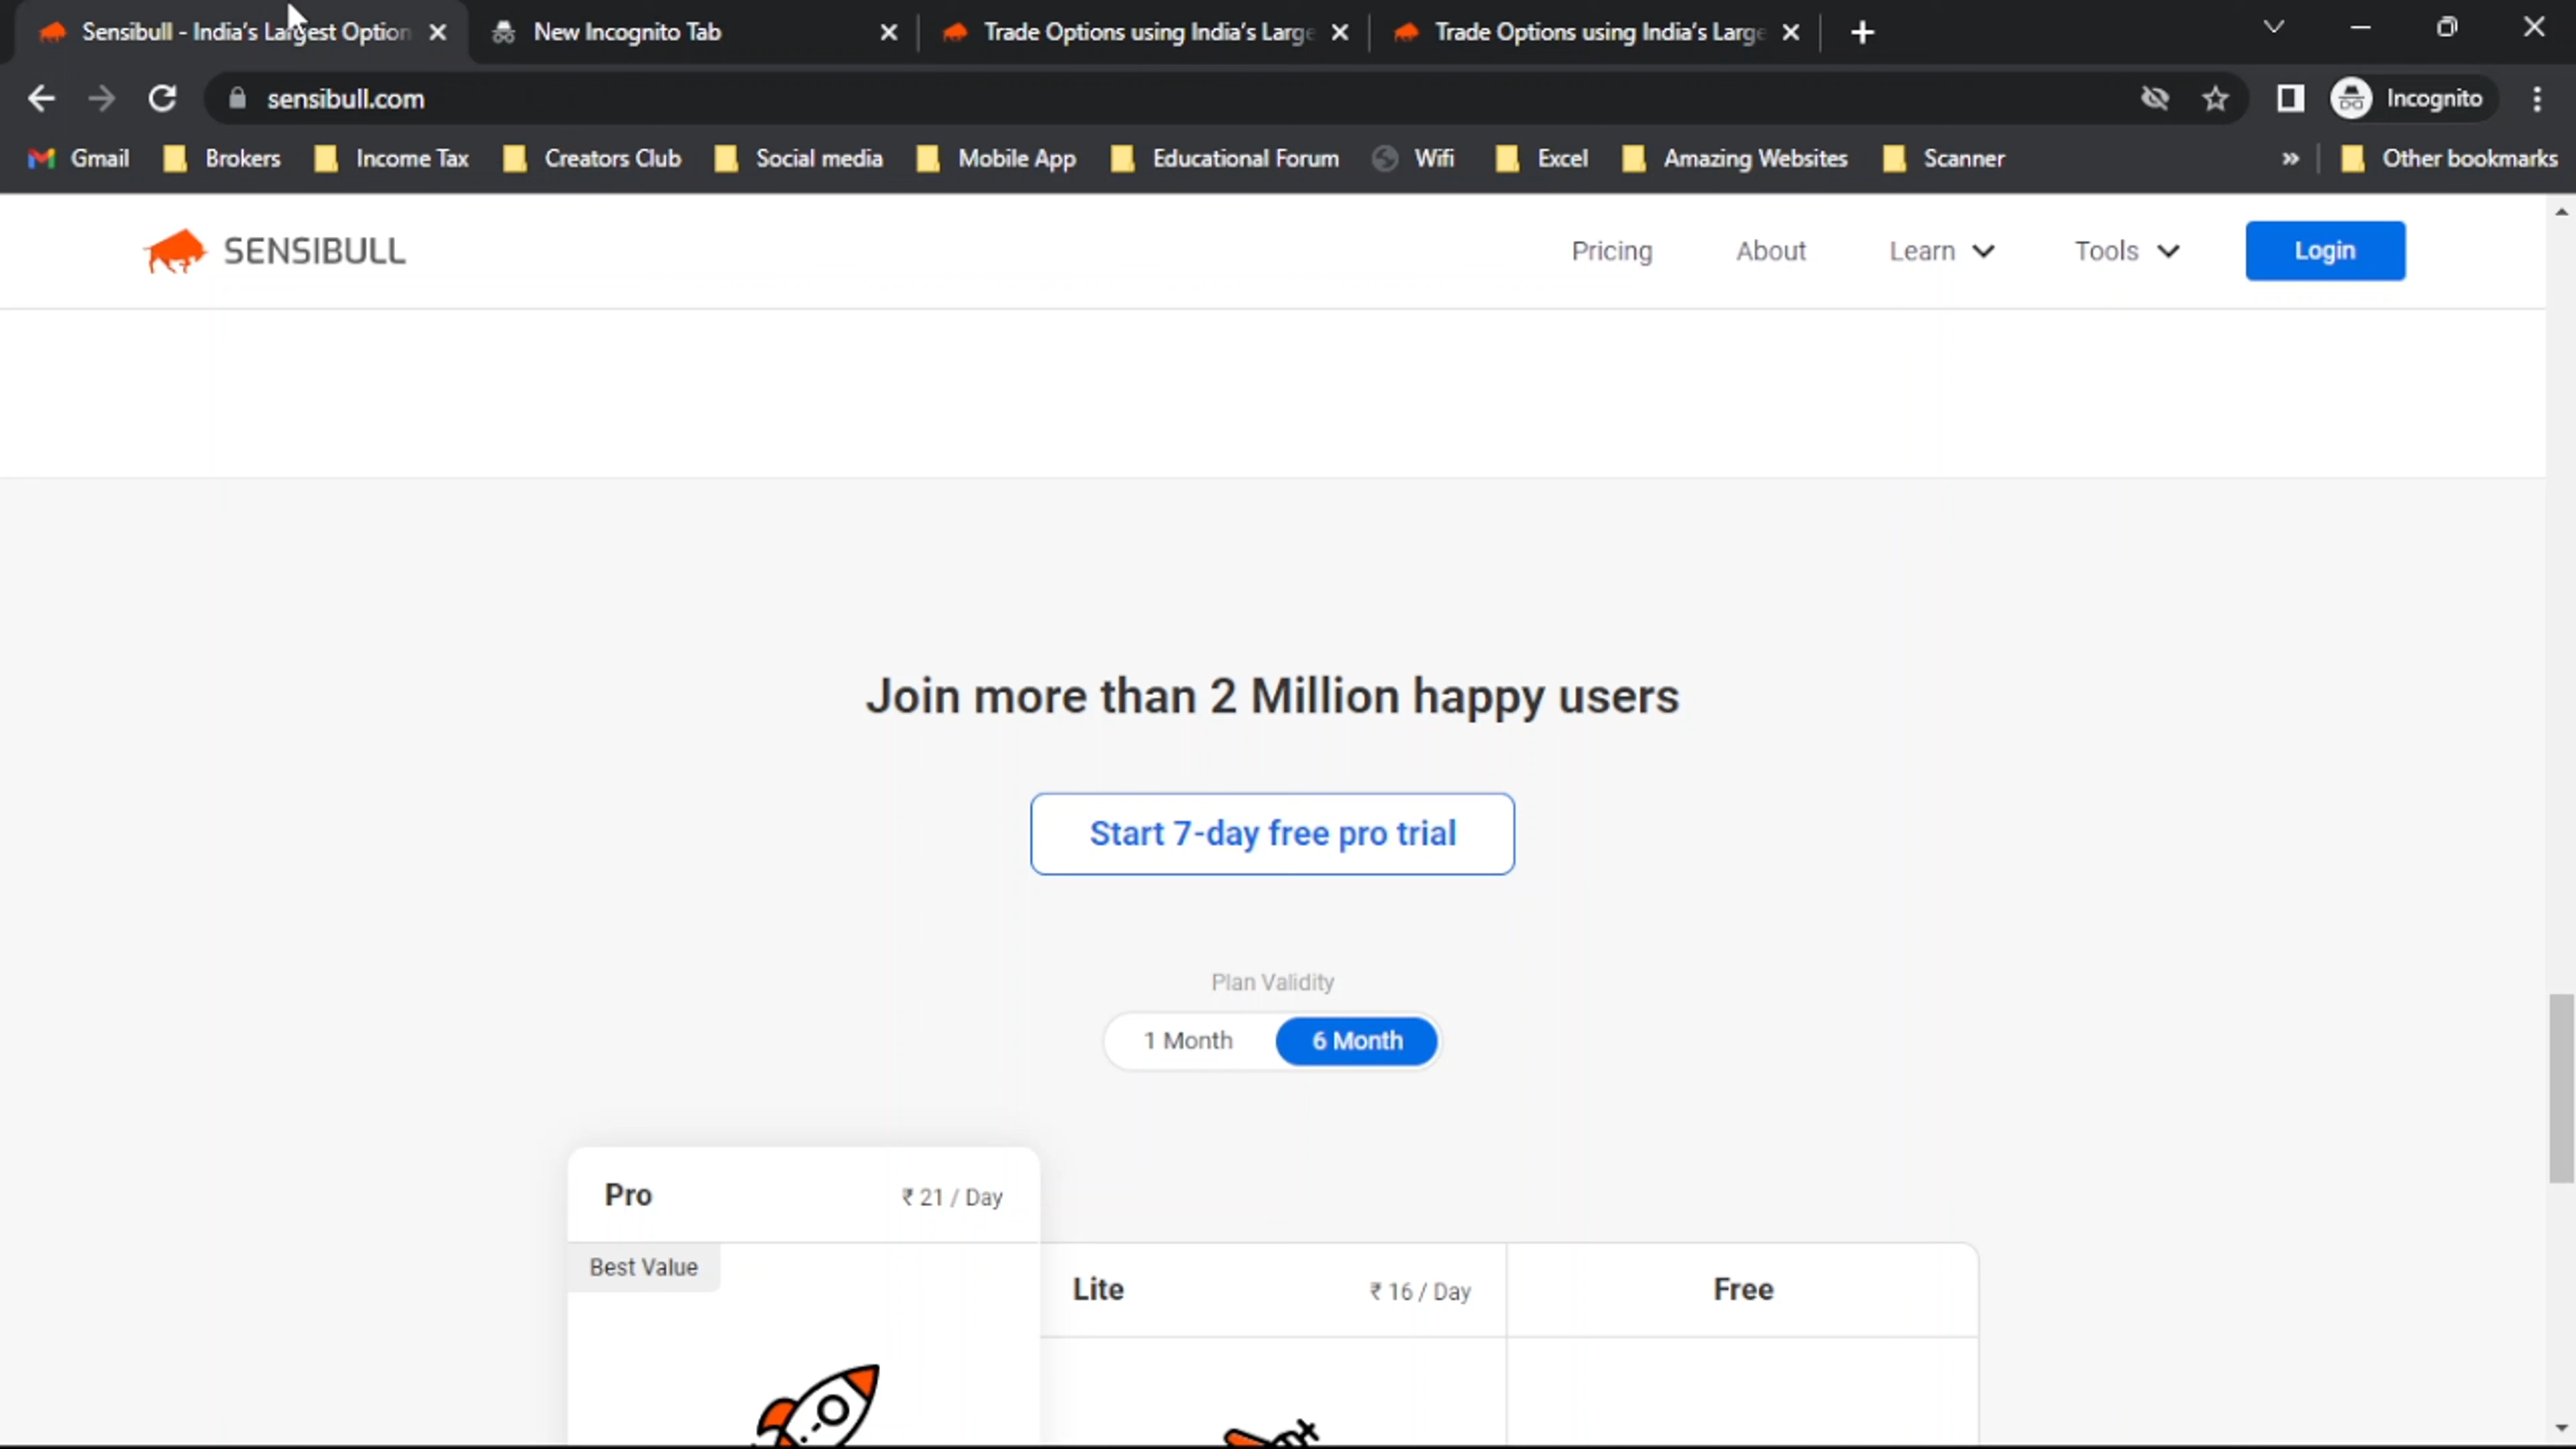 Sensibull - India's Largest Option
New Incognito Tab
Trade Options using India's Large
Trade Options using India's Large
sensibull.com
Incognito
Gmail
Brokers
Income Tax
Creators Club
Social media
Mobile App
Educational Forum
Wifi
Excel
Amazing Websites
Scanner
»
Other bookmarks
SENSIBULL
Pricing
About
Learn
Tools
Login
Join more than 2 Million happy users
Start 7-day free pro trial
Plan Validity
1 Month
6 Month
Pro
₹ 21 / Day
Best Value
Lite
₹ 16 / Day
Free